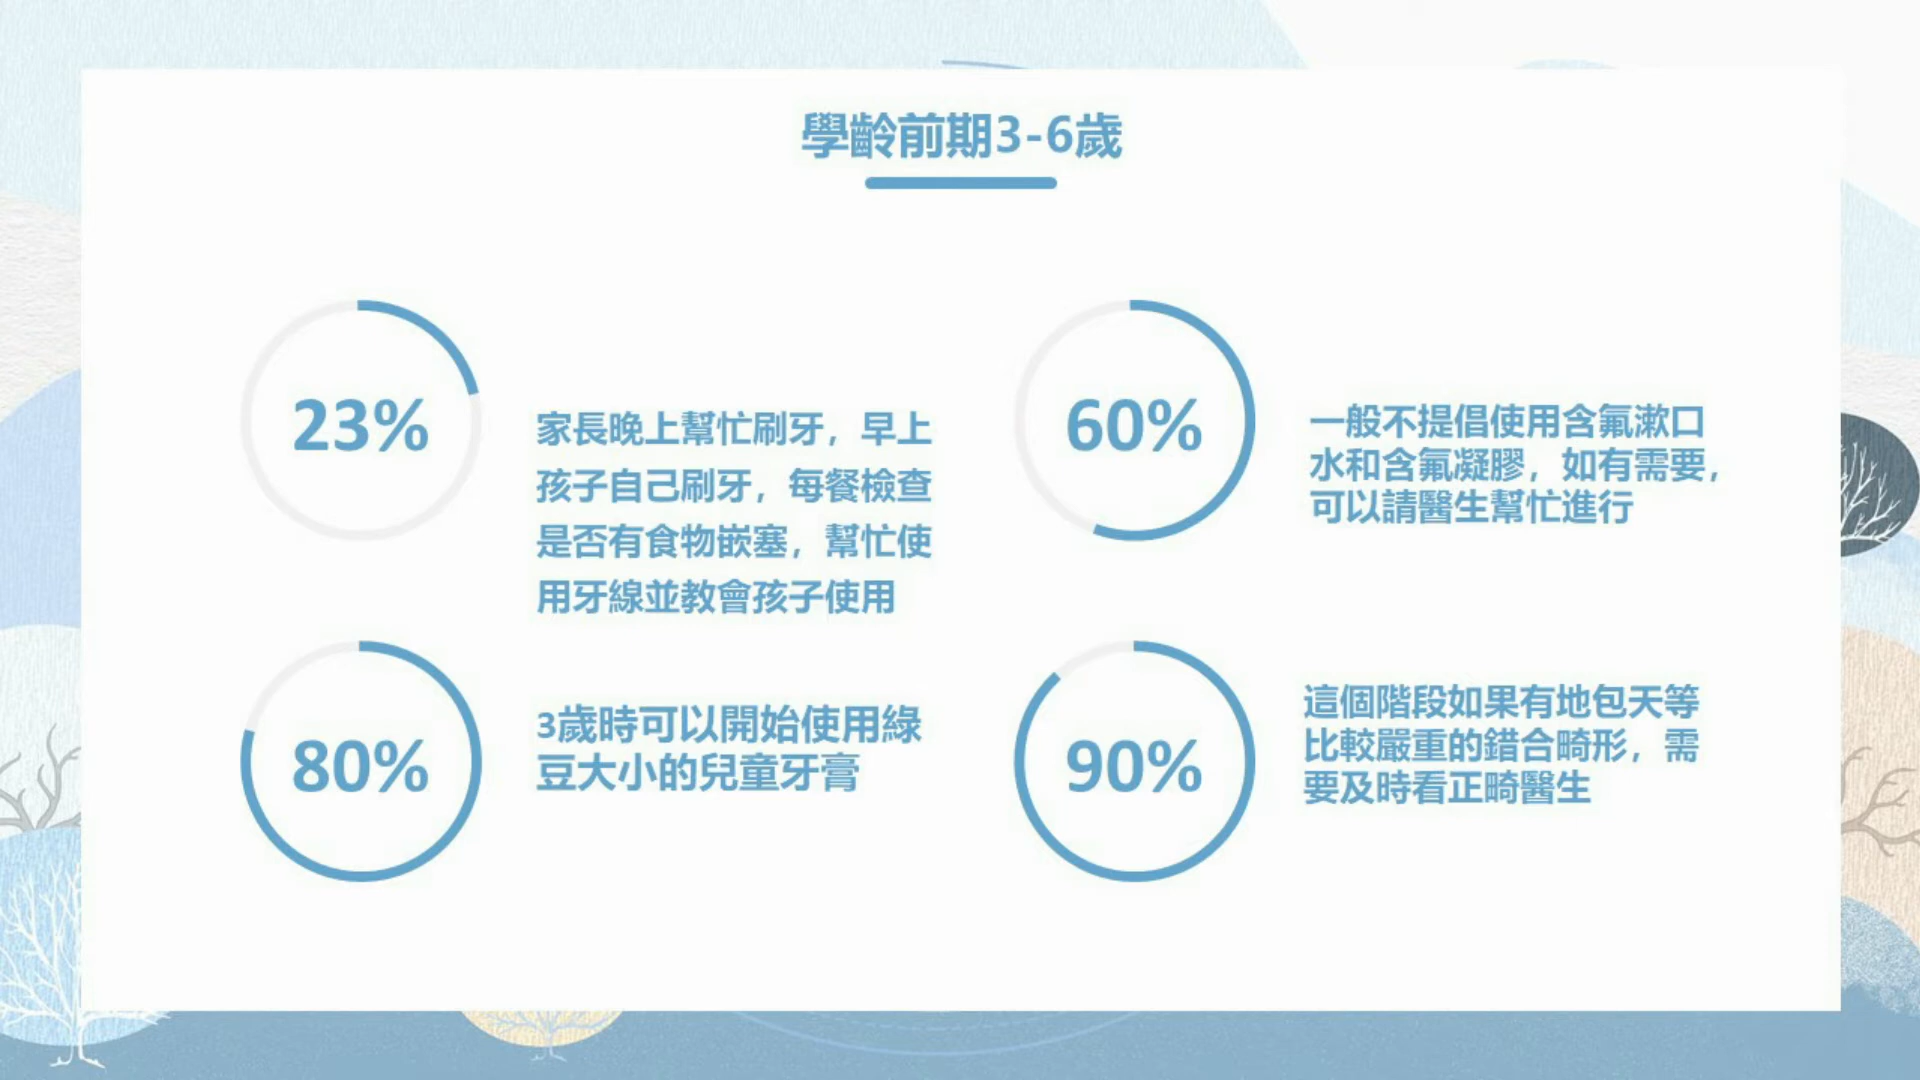 學齡前期3-6歲
23%
家長晚上幫忙刷牙，早上
孩子自己刷牙，每餐檢查
是否有食物嵌塞，幫忙使
用牙線並教會孩子使用
60%
一般不提倡使用含氟漱口
水和含氟凝膠，如有需要，
可以請醫生幫忙進行
80%
3歲時可以開始使用綠
豆大小的兒童牙膏
90%
這個階段如果有地包天等
比較嚴重的錯合畸形，需
要及時看正畸醫生